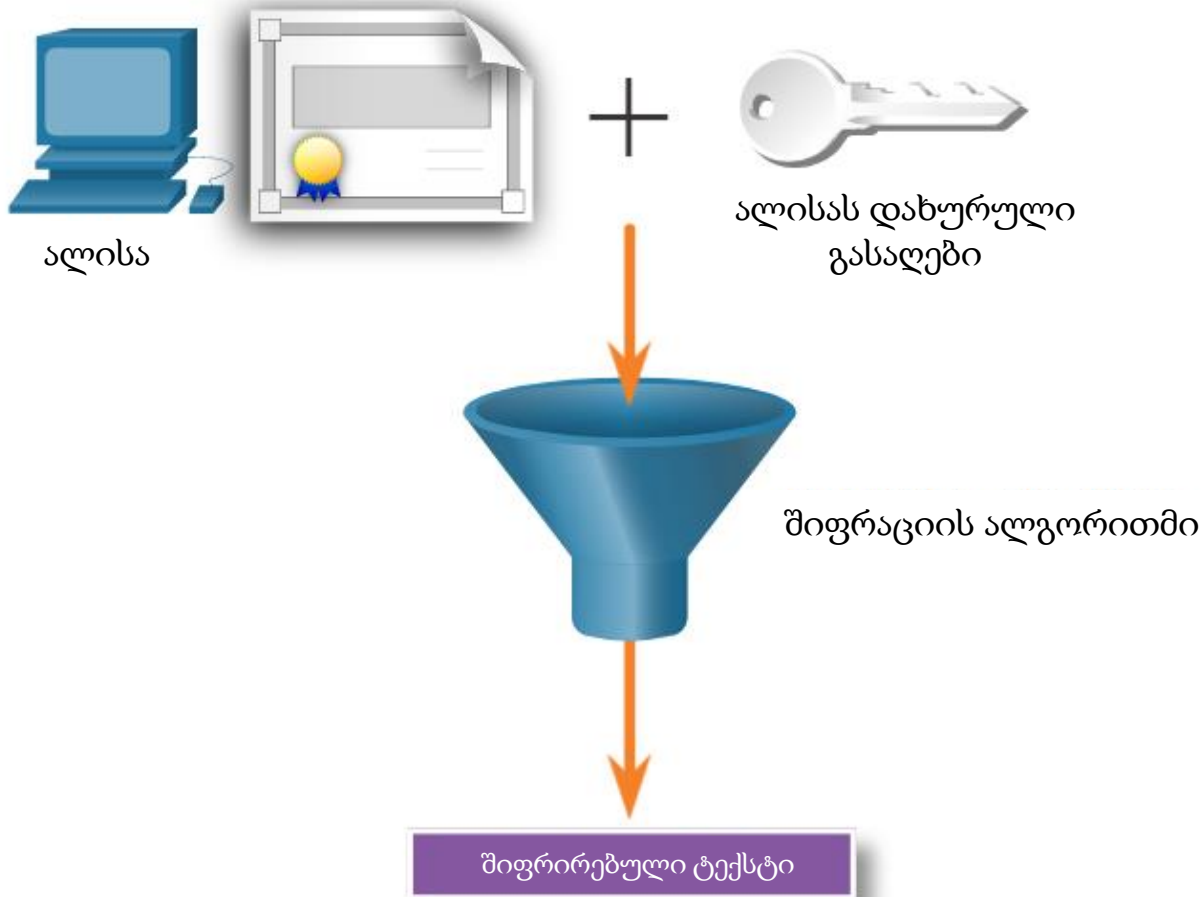 ალისა
ალისას დახურული
გასაღები
შიფრაციის ალგორითმი
შიფრირებული ტექსტი